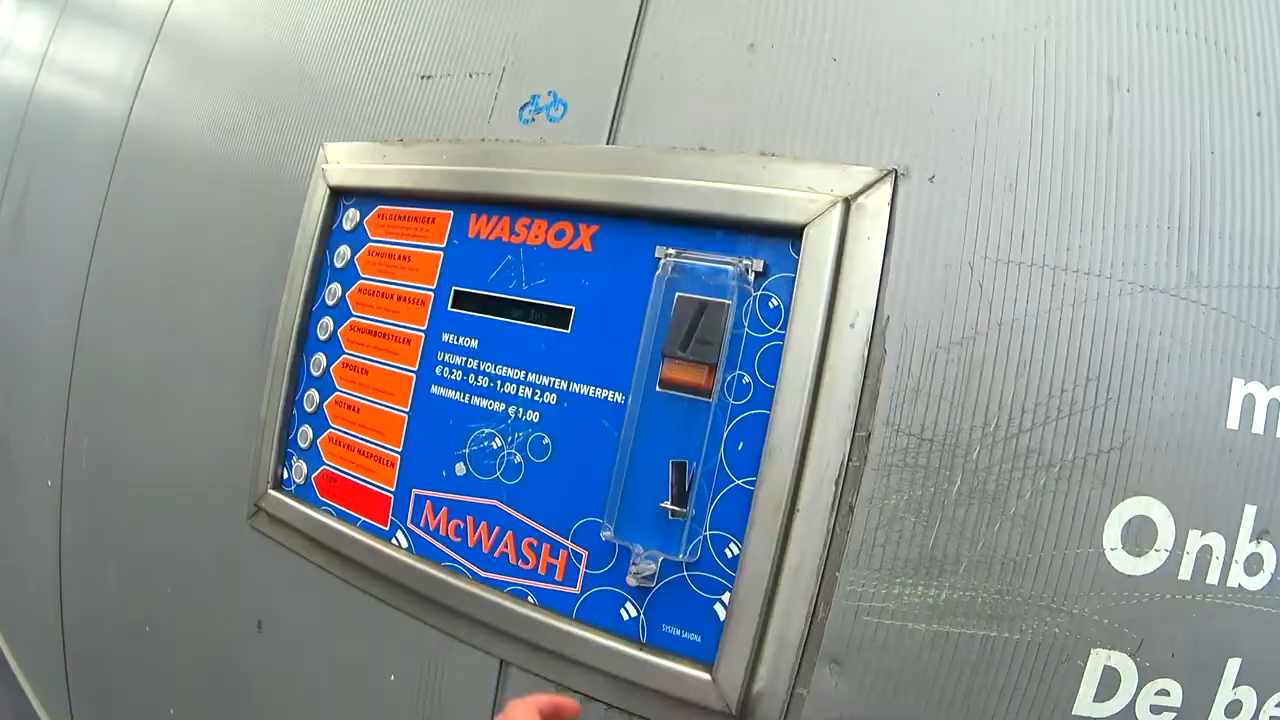 VELGENREINIGER
SCHUIMLANS
HOGEDRUK WASSEN
SCHUIMBORSTELEN
SPOELEN
HOTWAX
VLEKVRIJ NASPOELEN
STOP
WASBOX
WELKOM
U KUNT DE VOLGENDE MUNTEN INWERPEN:
€ 0,20 - 0,50 - 1,00 EN 2,00
MINIMALE INWORP € 1,00
McWASH
SYSTEM SAVONA
m
Onb
De be